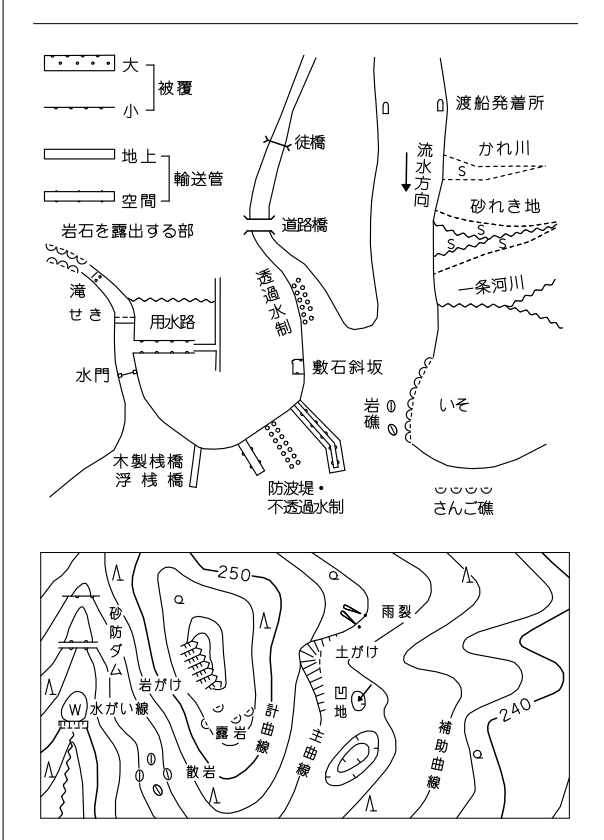 大
小
被覆
地上
空間
輸送管
岩石を露出する部
滝
せき
用水路
水門
木製桟橋
浮桟橋
徒橋
道路橋
透過水制
敷石斜坂
防波堤・
不透過水制
渡船発着所
流水方向
かれ川
S
砂れき地
S
S
S
一条河川
岩礁
いそ
さんご礁
250
砂防ダム
雨裂
土がけ
岩がけ
W
水がい線
凹地
露岩
計曲線
主曲線
補助曲線
240
散岩